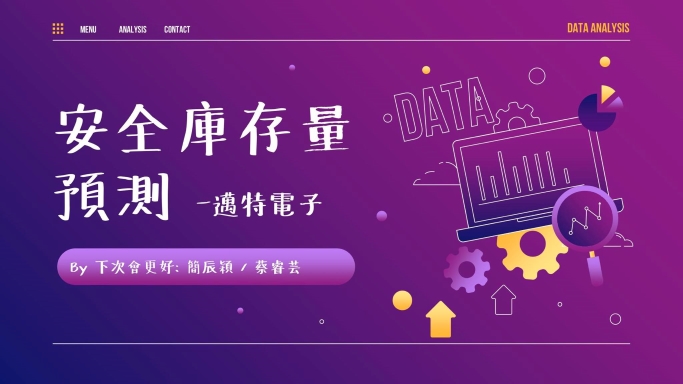 MENU ANALYSIS CONTACT DATA ANALYSIS
DATA
安全庫存量
預測 -邁特電子
By 下次會更好: 簡辰穎 / 蔡睿芸